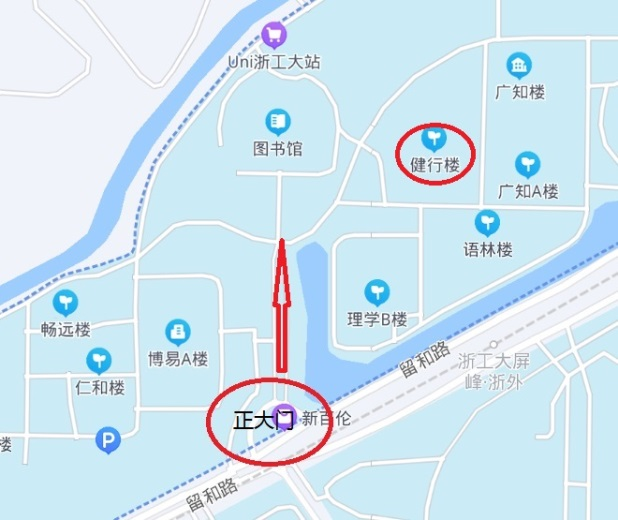 Uni浙工大站
广知楼
图书馆
健行楼
广知A楼
语林楼
理学B楼
畅远楼
博易A楼
留和路
浙工大屏
峰·浙外
仁和楼
正大门
新百伦
P
楼
留和路